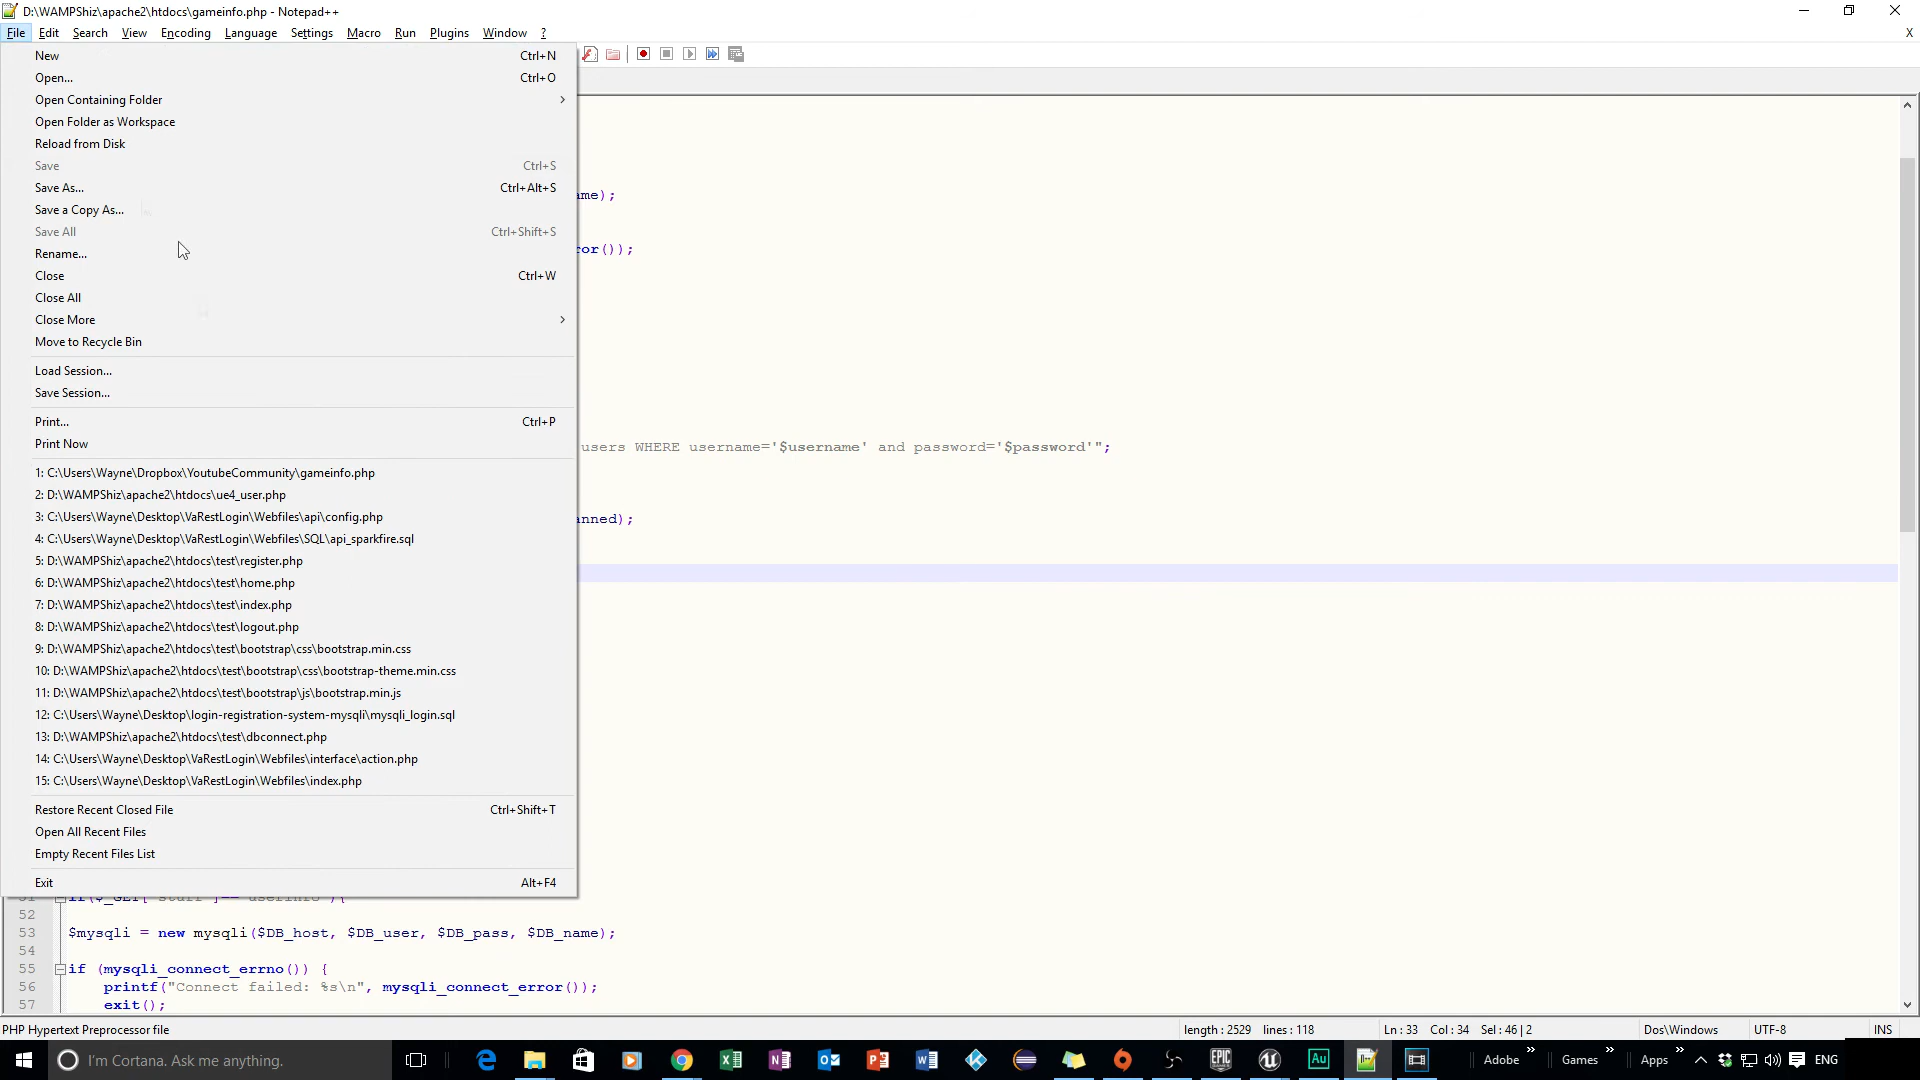 D:\WAMPShiz\apache2\htdocs\gameinfo.php - Notepad++
File Edit Search View Encoding Language Settings Macro Run Plugins Window ? X
New Ctrl+N
Open... Ctrl+O
Open Containing Folder
Open Folder as Workspace
Reload from Disk
Save Ctrl+S
Save As... Ctrl+Alt+S
ame);
Save a Copy As...
Save All Ctrl+Shift+S
ror());
Rename...
Close Ctrl+W
Close All
Close More
Move to Recycle Bin
Load Session...
Save Session...
Print... Ctrl+P
Print Now
users WHERE username='$username' and password='$password'";
1: C:\Users\Wayne\Dropbox\YoutubeCommunity\gameinfo.php
2: D:\WAMPShiz\apache2\htdocs\ue4_user.php
3: C:\Users\Wayne\Desktop\VaRestLogin\Webfiles\api\config.php
anned);
4: C:\Users\Wayne\Desktop\VaRestLogin\Webfiles\SQL\api_sparkfire.sql
5: D:\WAMPShiz\apache2\htdocs\test\register.php
6: D:\WAMPShiz\apache2\htdocs\test\home.php
7: D:\WAMPShiz\apache2\htdocs\test\index.php
8: D:\WAMPShiz\apache2\htdocs\test\logout.php
9: D:\WAMPShiz\apache2\htdocs\test\bootstrap\css\bootstrap.min.css
10: D:\WAMPShiz\apache2\htdocs\test\bootstrap\css\bootstrap-theme.min.css
11: D:\WAMPShiz\apache2\htdocs\test\bootstrap\js\bootstrap.min.js
12: C:\Users\Wayne\Desktop\login-registration-system-mysqli\mysqli_login.sql
13: D:\WAMPShiz\apache2\htdocs\test\dbconnect.php
14: C:\Users\Wayne\Desktop\VaRestLogin\Webfiles\interface\action.php
15: C:\Users\Wayne\Desktop\VaRestLogin\Webfiles\index.php
Restore Recent Closed File Ctrl+Shift+T
Open All Recent Files
Empty Recent Files List
Exit Alt+F4
52
53 $mysqli = new mysqli($DB_host, $DB_user, $DB_pass, $DB_name);
54
55 if (mysqli_connect_errno()) {
56 printf("Connect failed: %s\n", mysqli_connect_error());
57 exit();
PHP Hypertext Preprocessor file length : 2529 lines : 118 Ln : 33 Col : 34 Sel : 46 | 2 Dos\Windows UTF-8 INS
I'm Cortana. Ask me anything. Adobe Games Apps ENG